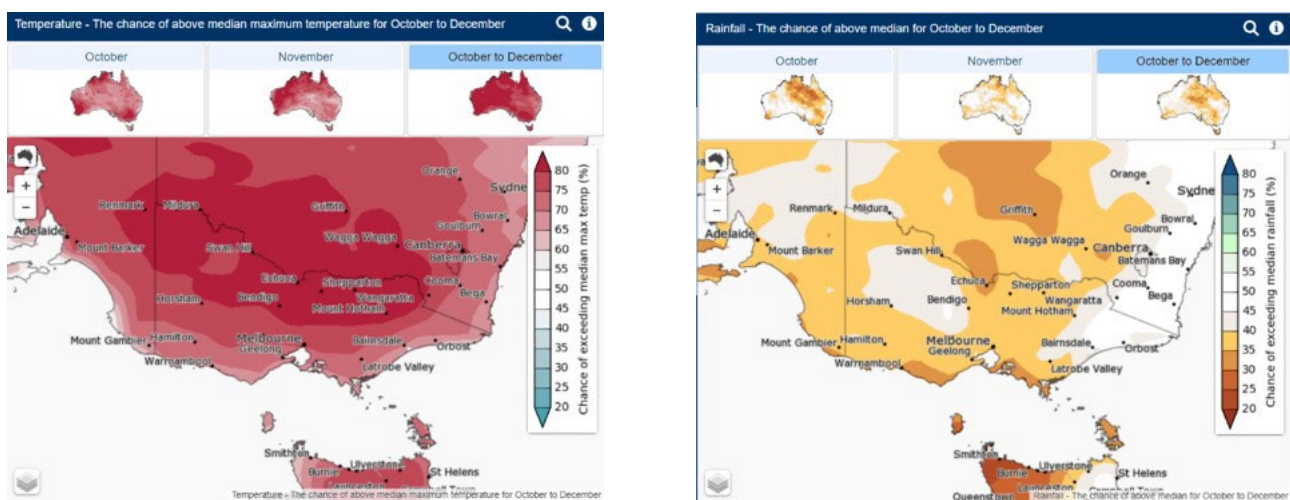 Temperature - The chance of above median maximum temperature for October to December
October
November
October to December
+
−
Orange
Sydne
Renmark
Mildura
Griffith
Bowral
Goulburn
Adelaide
Wagga Wagga
Canberra
Mount Barker
Swan Hill
Batemans Bay
Echuca
Shepparton
Cooma
Horsham
Bendigo
Wangaratta
Bega
Mount Hotham
Mount Gambier
Hamilton
Melbourne
Bairnsdale
Orbost
Geelong
Warrnambool
Latrobe Valley
Smithton
Burnie
Ulverstone
St Helens
Launceston
Campbell Town
80
75
70
65
60
55
50
45
40
35
30
25
20
Chance of exceeding median max temp (%)
Temperature - The chance of above median maximum temperature for October to December
Rainfall - The chance of above median for October to December
October
November
October to December
+
−
Orange
Sydne
Renmark
Mildura
Griffith
Bowral
Goulburn
Adelaide
Wagga Wagga
Canberra
Mount Barker
Swan Hill
Batemans Bay
Echuca
Shepparton
Cooma
Horsham
Bendigo
Wangaratta
Bega
Mount Hotham
Mount Gambier
Hamilton
Melbourne
Bairnsdale
Orbost
Geelong
Warrnambool
Latrobe Valley
Smithton
Burnie
Ulverstone
St Helens
Launceston
Campbell Town
Queenstown
80
75
70
65
60
55
50
45
40
35
30
25
20
Chance of exceeding median rainfall (%)
Rainfall - The chance of above median for October to December